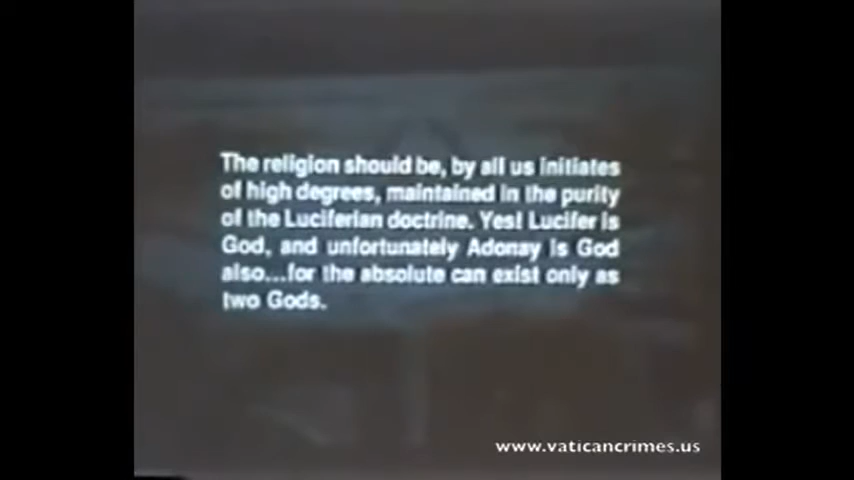 The religion should be, by all us initiates
of high degrees, maintained in the purity
of the Luciferian doctrine. Yes! Lucifer is
God, and unfortunately Adonay is God
also...for the absolute can exist only as
two Gods.
www.vaticancrimes.us